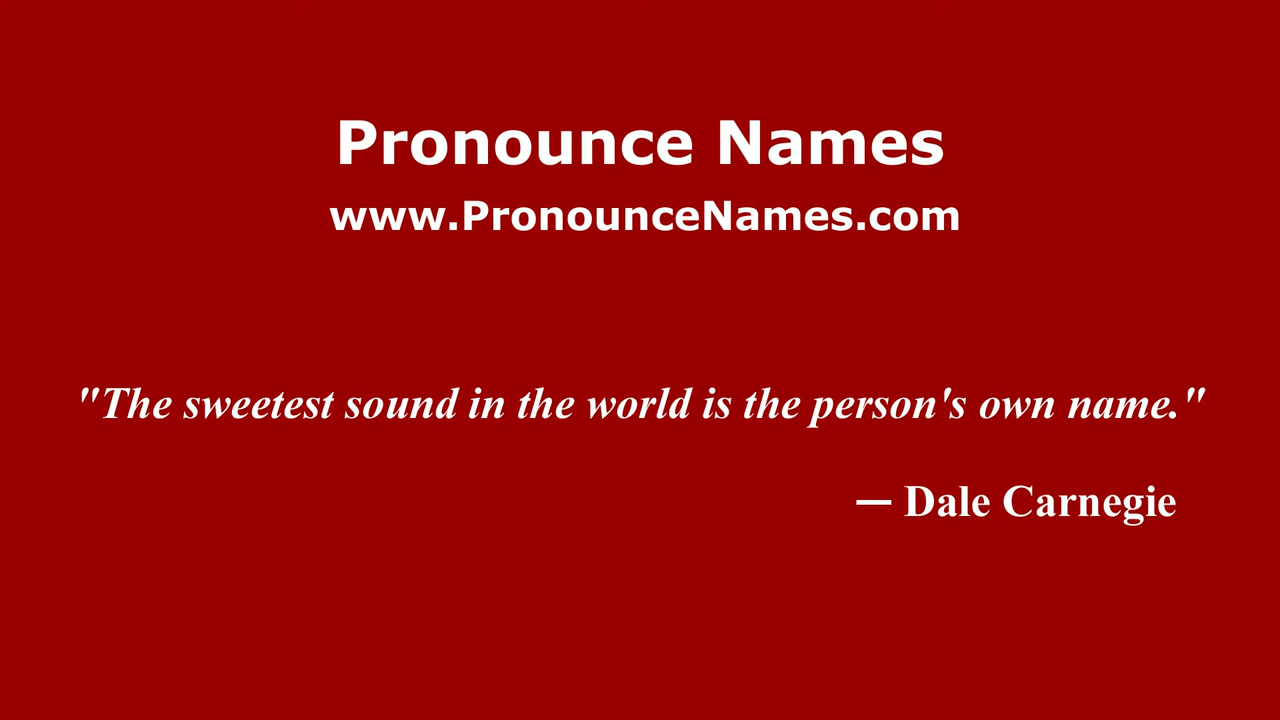 Pronounce Names
www.PronounceNames.com
"The sweetest sound in the world is the person's own name."
— Dale Carnegie